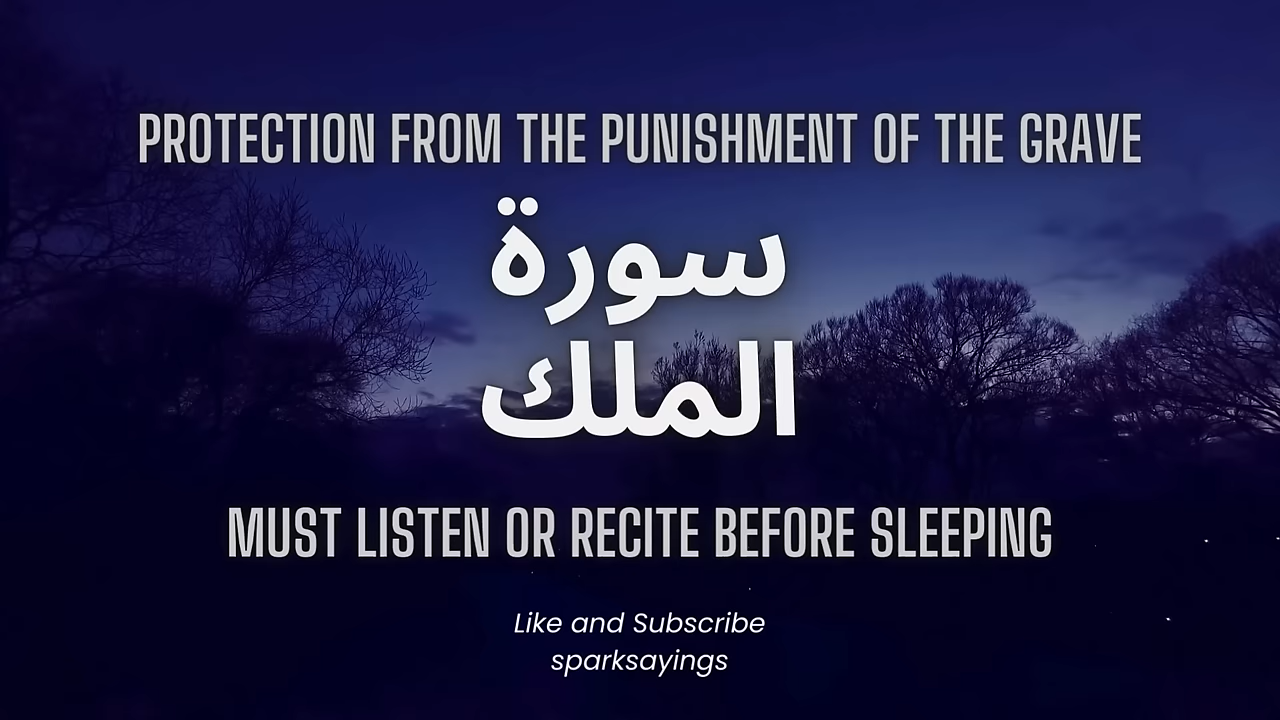 PROTECTION FROM THE PUNISHMENT OF THE GRAVE
سورة
الملك
MUST LISTEN OR RECITE BEFORE SLEEPING
Like and Subscribe
sparksayings